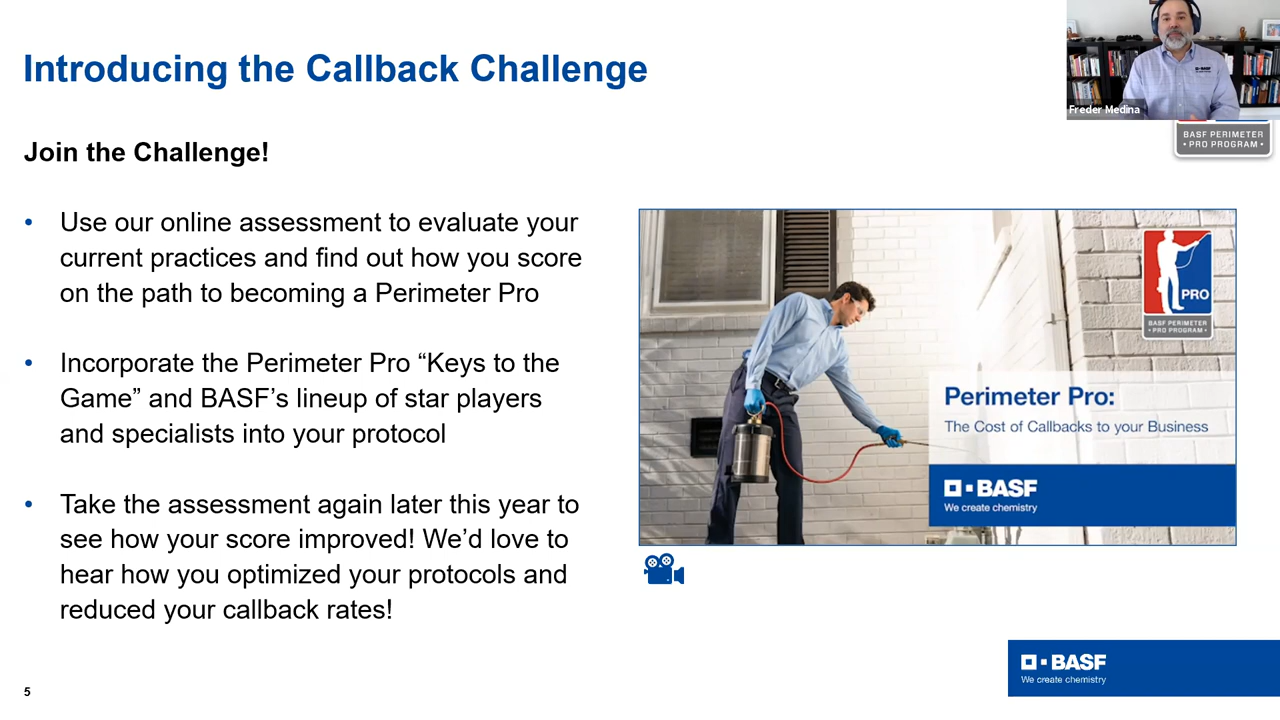 Introducing the Callback Challenge
Freder Medina
BASF
BASF PERIMETER
• PRO PROGRAM •
Join the Challenge!
• Use our online assessment to evaluate your
current practices and find out how you score
on the path to becoming a Perimeter Pro
• Incorporate the Perimeter Pro “Keys to the
Game” and BASF’s lineup of star players
and specialists into your protocol
• Take the assessment again later this year to
see how your score improved! We’d love to
hear how you optimized your protocols and
reduced your callback rates!
PRO
BASF PERIMETER
• PRO PROGRAM •
Perimeter Pro:
The Cost of Callbacks to your Business
BASF
We create chemistry
BASF
We create chemistry
5